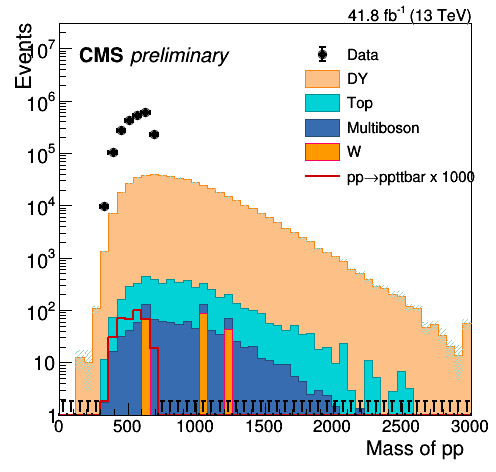 41.8 fb⁻¹ (13 TeV)
Events
CMS preliminary
Data
DY
Top
Multiboson
W
pp→ppttbar x 1000
10⁷
10⁶
10⁵
10⁴
10³
10²
10
1
0 500 1000 1500 2000 2500 3000
Mass of pp